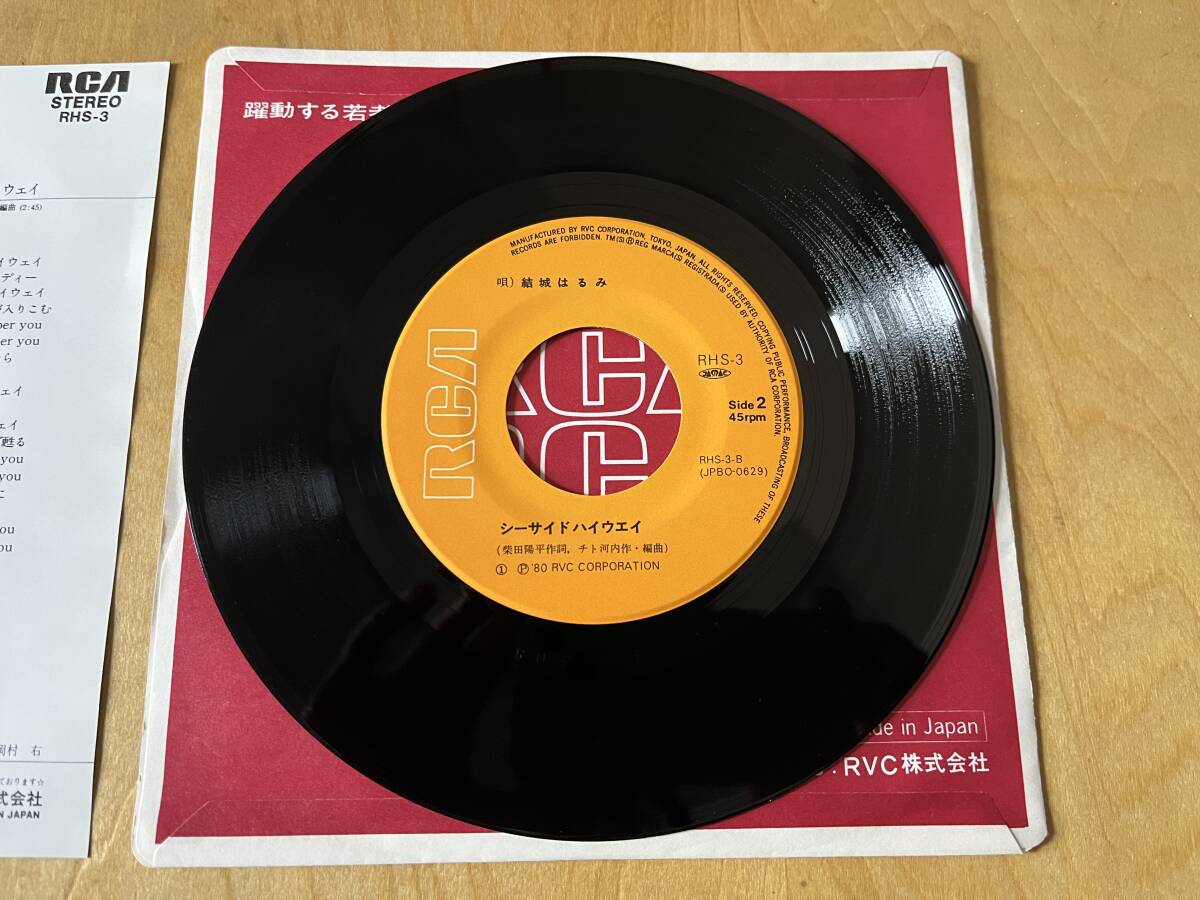 RCA
STEREO
RHS-3
ウェイ
編曲 (2:45)
イウェイ
ディー
イウェイ
入りこむ
ber you
er you
ら
ェイ
ェイ
甦る
you
you
に
ou
ou
岡村 右
ております☆
式会社
N JAPAN
躍動する若
MANUFACTURED BY RVC CORPORATION, TOKYO, JAPAN. ALL RIGHTS RESERVED, COPYING PUBLIC PERFORMANCE, BROADCASTING OF THESE
RECORDS ARE FORBIDDEN. TM(S)®REG MARCA(S) REGISTRADA(S) USED BY AUTHORITY OF RCA CORPORATION.
唄) 結城はるみ
RCA
RHS-3
JASRAC
Side 2
45rpm
RHS-3-B
(JPBO-0629)
シーサイドハイウエイ
(柴田陽平作詞, チト河内作・編曲)
① Ⓟ '80 RVC CORPORATION
de in Japan
: RVC株式会社